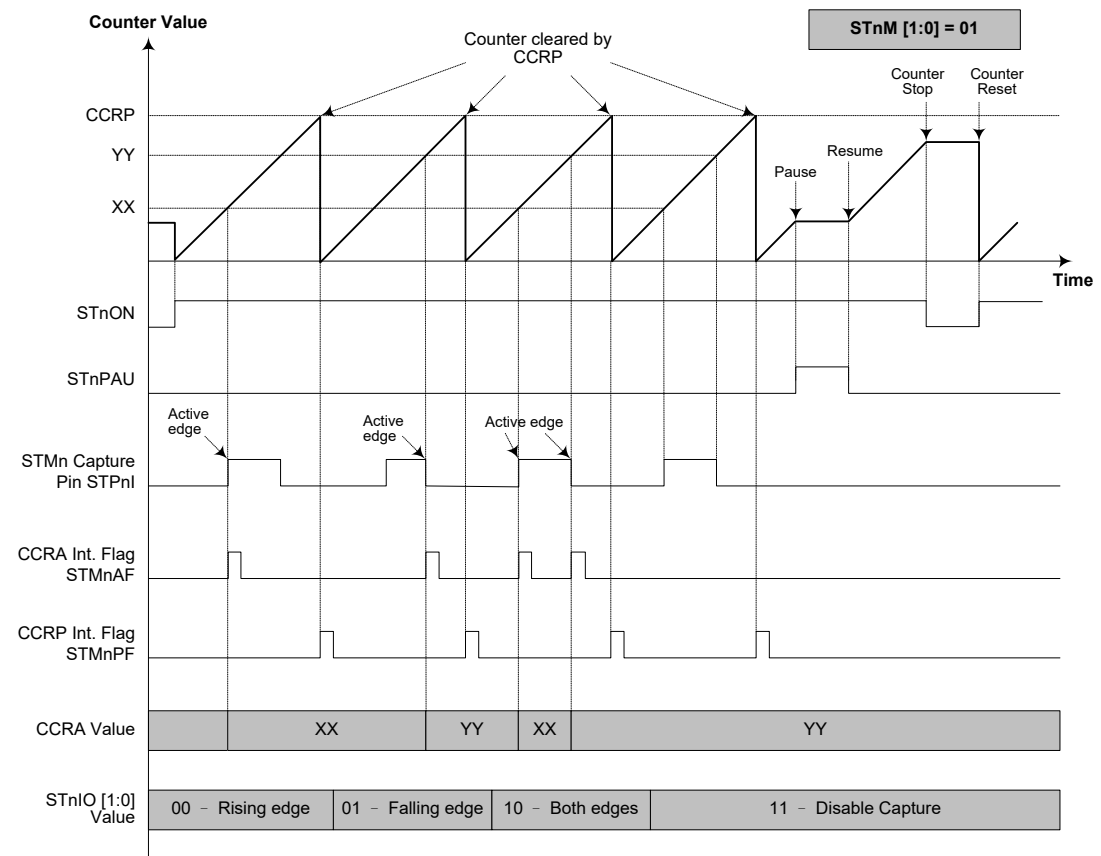 Counter Value
STnM [1:0] = 01
Counter cleared by
CCRP
Counter
Stop
Counter
Reset
CCRP
YY
Resume
Pause
XX
Time
STnON
STnPAU
Active
edge
Active
edge
Active edge
STMn Capture
Pin STPnI
CCRA Int. Flag
STMnAF
CCRP Int. Flag
STMnPF
CCRA Value
XX
YY
XX
YY
STnIO [1:0]
Value
00 – Rising edge
01 – Falling edge
10 – Both edges
11 – Disable Capture